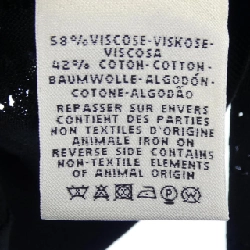 58% VISCOSE-VISKOSE-
VISCOSA
42% COTON-COTTON-
BAUMWOLLE-ALGODÓN-
COTONE-ALGODÃO
REPASSER SUR ENVERS
CONTIENT DES PARTIES
NON TEXTILES D'ORIGINE
ANIMALE IRON ON
REVERSE SIDE CONTAINS
NON-TEXTILE ELEMENTS
OF ANIMAL ORIGIN